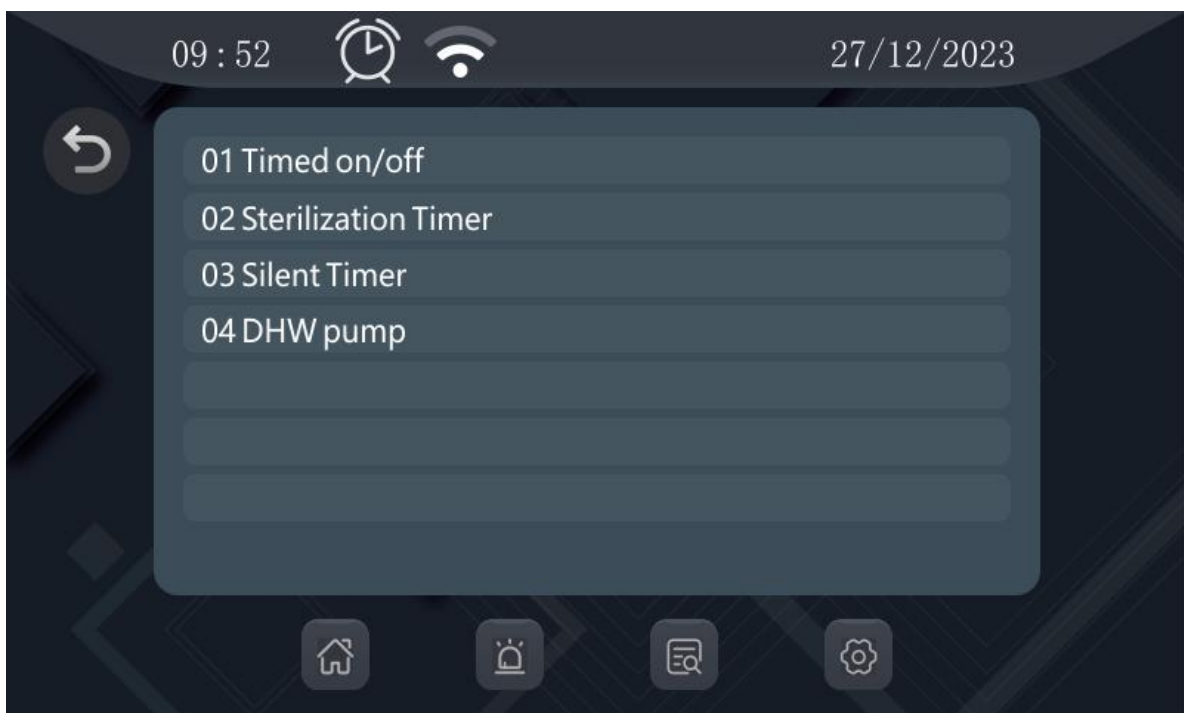 09:52
27/12/2023
01 Timed on/off
02 Sterilization Timer
03 Silent Timer
04 DHW pump